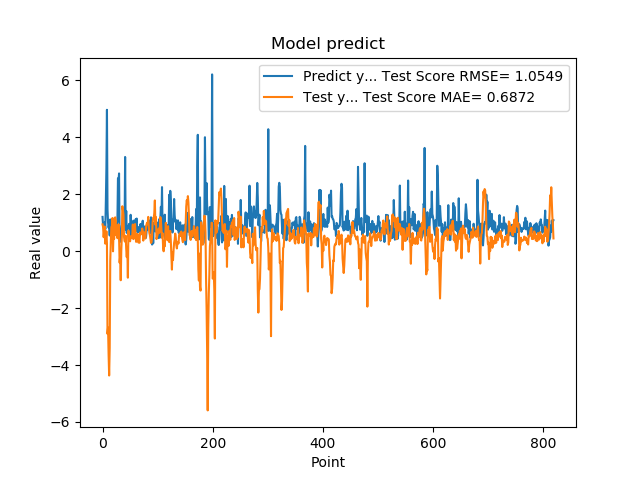 Model predict
Predict y... Test Score RMSE= 1.0549
Test y... Test Score MAE= 0.6872
6
4
2
0
−2
−4
−6
Real value
0 200 400 600 800
Point